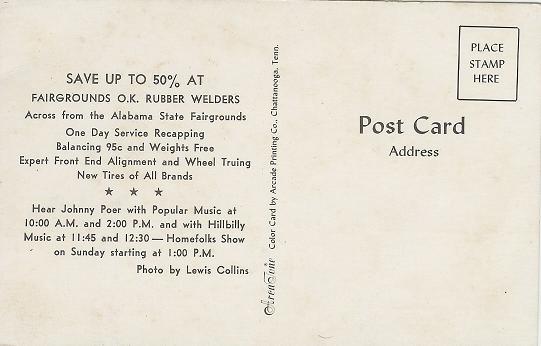 SAVE UP TO 50% AT
FAIRGROUNDS O.K. RUBBER WELDERS
Across from the Alabama State Fairgrounds
One Day Service Recapping
Balancing 95c and Weights Free
Expert Front End Alignment and Wheel Truing
New Tires of All Brands
★ ★ ★
Hear Johnny Poer with Popular Music at
10:00 A.M. and 2:00 P.M. and with Hillbilly
Music at 11:45 and 12:30 — Homefolks Show
on Sunday starting at 1:00 P.M.
Photo by Lewis Collins
Color Card by Arcade Printing Co., Chattanooga, Tenn.
PLACE
STAMP
HERE
Post Card
Address